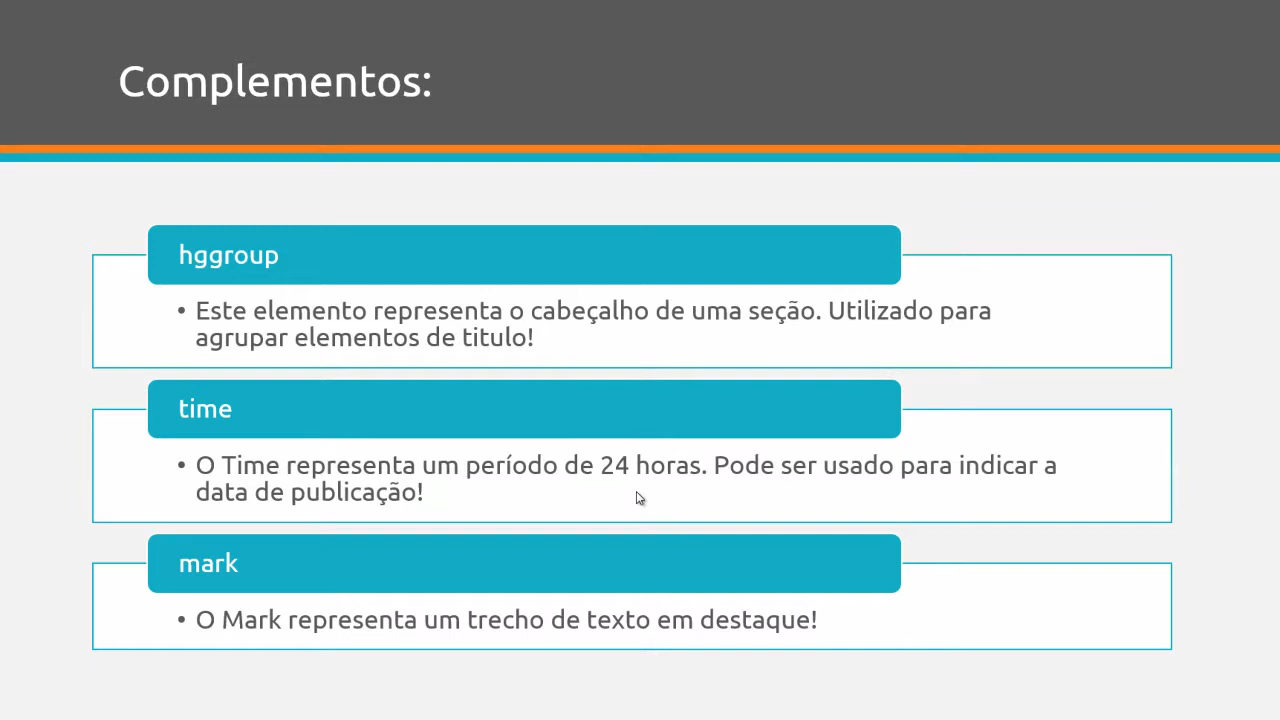 Complementos:
hggroup
• Este elemento representa o cabeçalho de uma seção. Utilizado para
agrupar elementos de titulo!
time
• O Time representa um período de 24 horas. Pode ser usado para indicar a
data de publicação!
mark
• O Mark representa um trecho de texto em destaque!